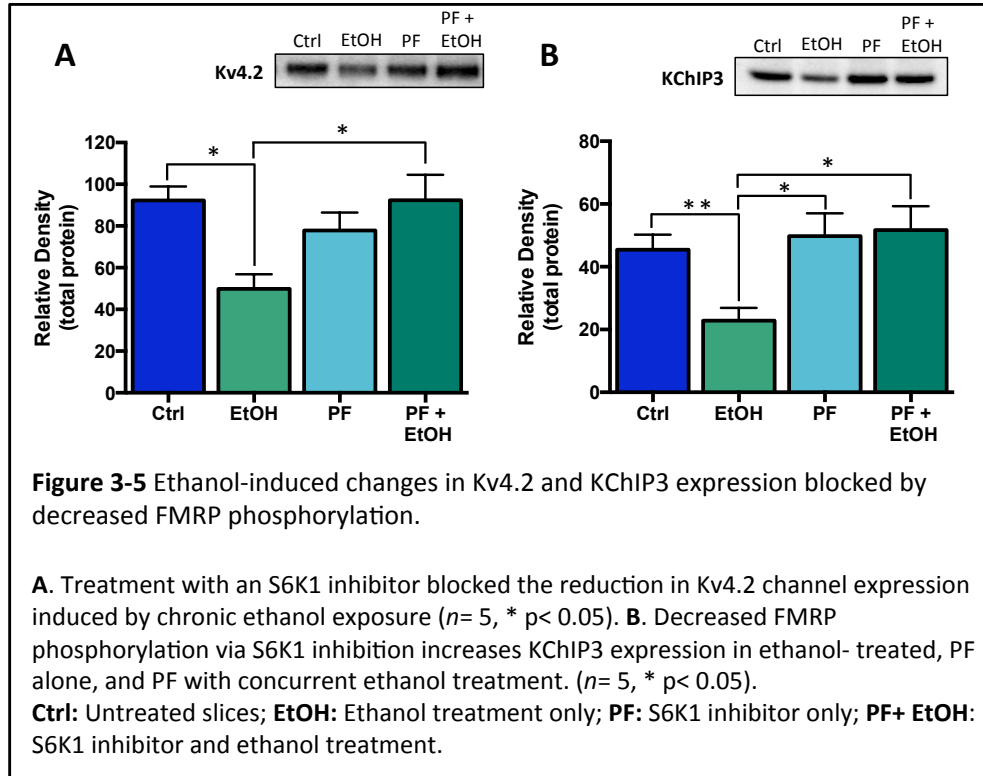 A
Ctrl EtOH PF PF +
EtOH
Kv4.2
* *
120
100
80
60
40
20
0
Relative Density
(total protein)
Ctrl EtOH PF PF +
EtOH
B
Ctrl EtOH PF PF +
EtOH
KChIP3
** * *
80
60
40
20
0
Relative Density
(total protein)
Ctrl EtOH PF PF +
EtOH
Figure 3-5 Ethanol-induced changes in Kv4.2 and KChIP3 expression blocked by
decreased FMRP phosphorylation.
A. Treatment with an S6K1 inhibitor blocked the reduction in Kv4.2 channel expression
induced by chronic ethanol exposure (n= 5, * p< 0.05). B. Decreased FMRP
phosphorylation via S6K1 inhibition increases KChIP3 expression in ethanol- treated, PF
alone, and PF with concurrent ethanol treatment. (n= 5, * p< 0.05).
Ctrl: Untreated slices; EtOH: Ethanol treatment only; PF: S6K1 inhibitor only; PF+ EtOH:
S6K1 inhibitor and ethanol treatment.